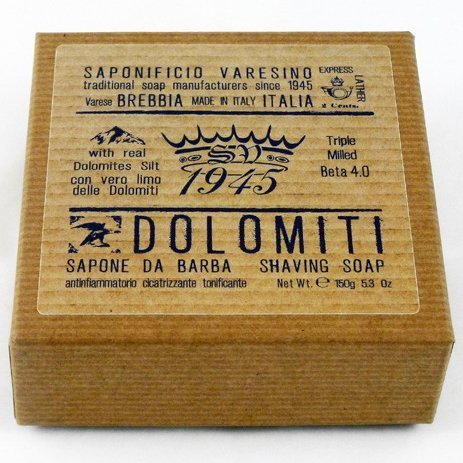 SAPONIFICIO VARESINO
traditional soap manufacturers since 1945
Varese BREBBIA MADE IN ITALY ITALIA
EXPRESS
LATHER
2 Cents.
with real
Dolomites Silt
con vero limo
delle Dolomiti
SV
1945
Triple
Milled
Beta 4.0
DOLOMITI
SAPONE DA BARBA SHAVING SOAP
antinfiammatorio cicatrizzante tonificante Net Wt. ℮ 150g 5.3 Oz